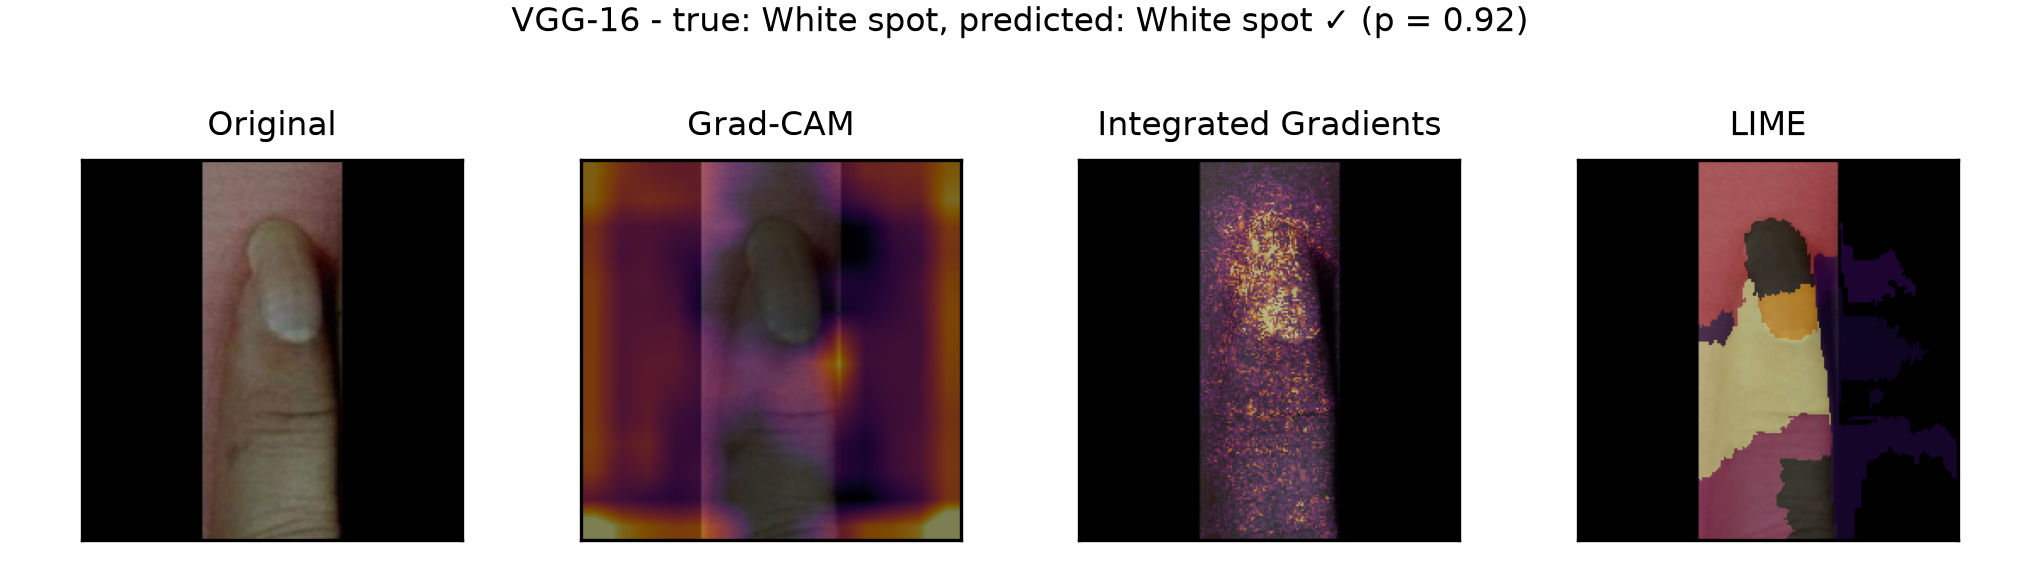 VGG-16 - true: White spot, predicted: White spot ✓ (p = 0.92)
Original
Grad-CAM
Integrated Gradients
LIME